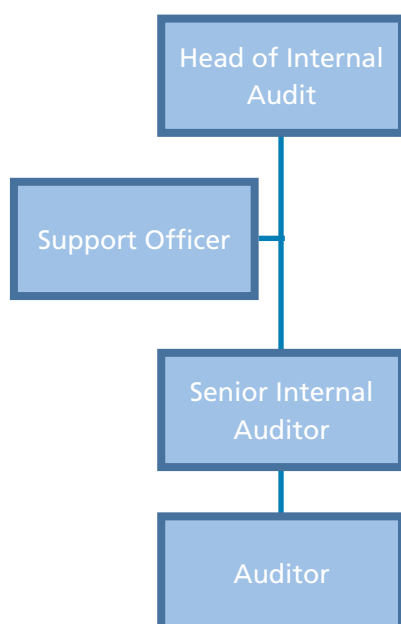 Head of Internal
Audit
Support Officer
Senior Internal
Auditor
Auditor